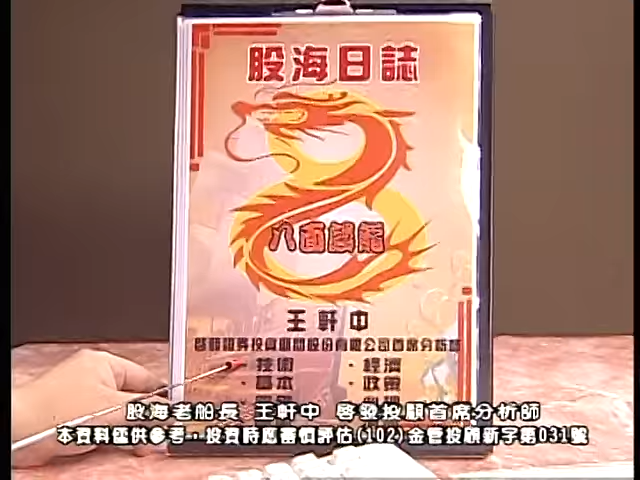 股海日誌
八面麒麟
王軒中
啓發證券投資顧問股份有限公司首席分析師
·技術 ·經濟
·基本 ·政策
股海老船長 王軒中 啓發投顧首席分析師
本資料僅供參考，投資時應審慎評估(102)金管投顧新字第031號